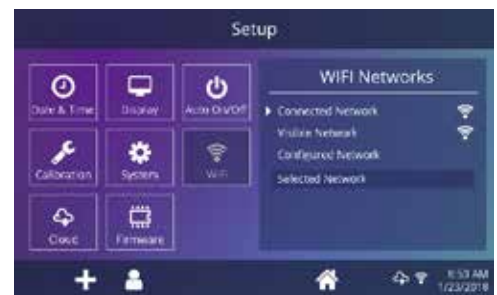 Setup
Date & Time
Display
Auto On/Off
Calibration
System
WiFi
Cloud
Firmware
WIFI Networks
Connected Network
Visible Network
Configured Network
Selected Network
8:53 AM
1/23/2018